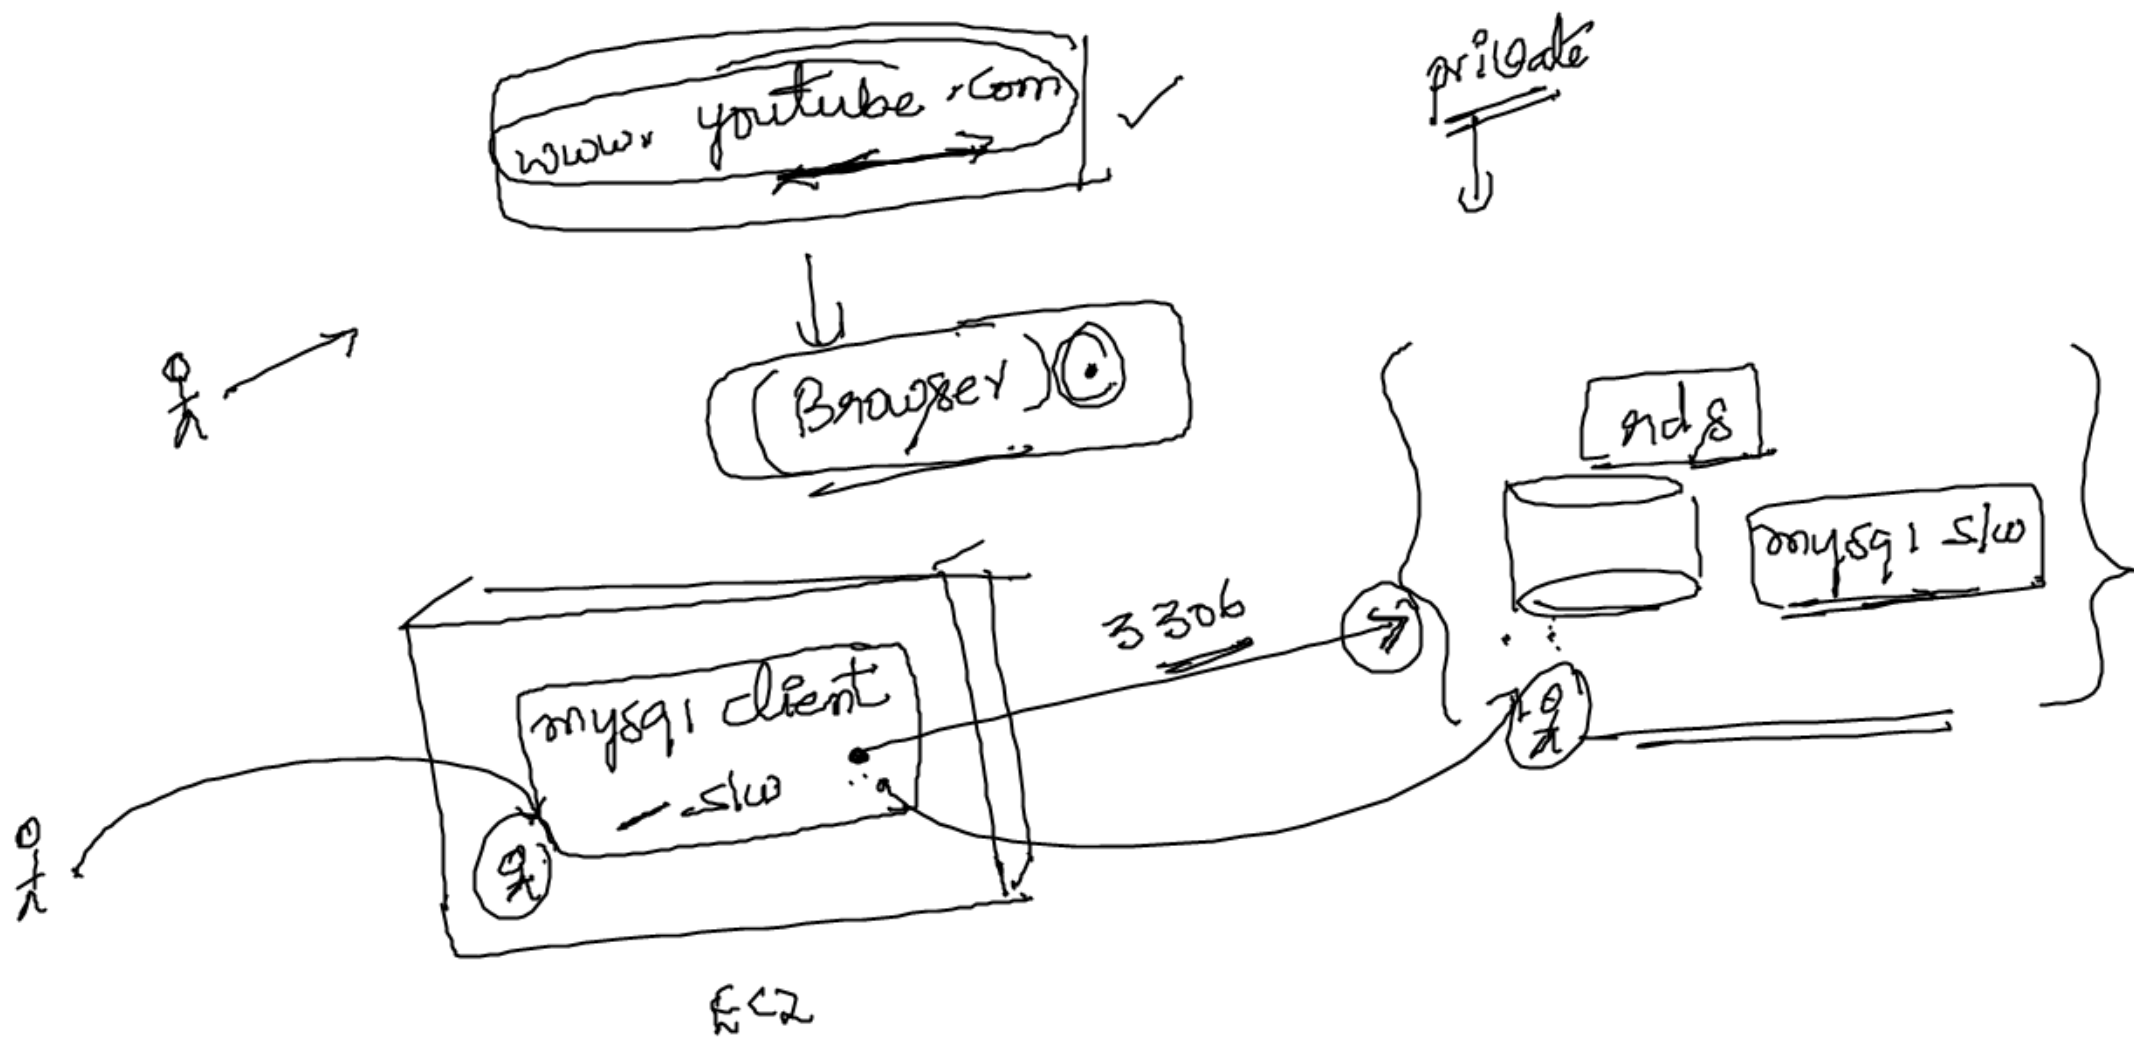 www. youtube .com
private
(Browser)
rds
mysql s/w
3306
mysql client
- s/w
EC2